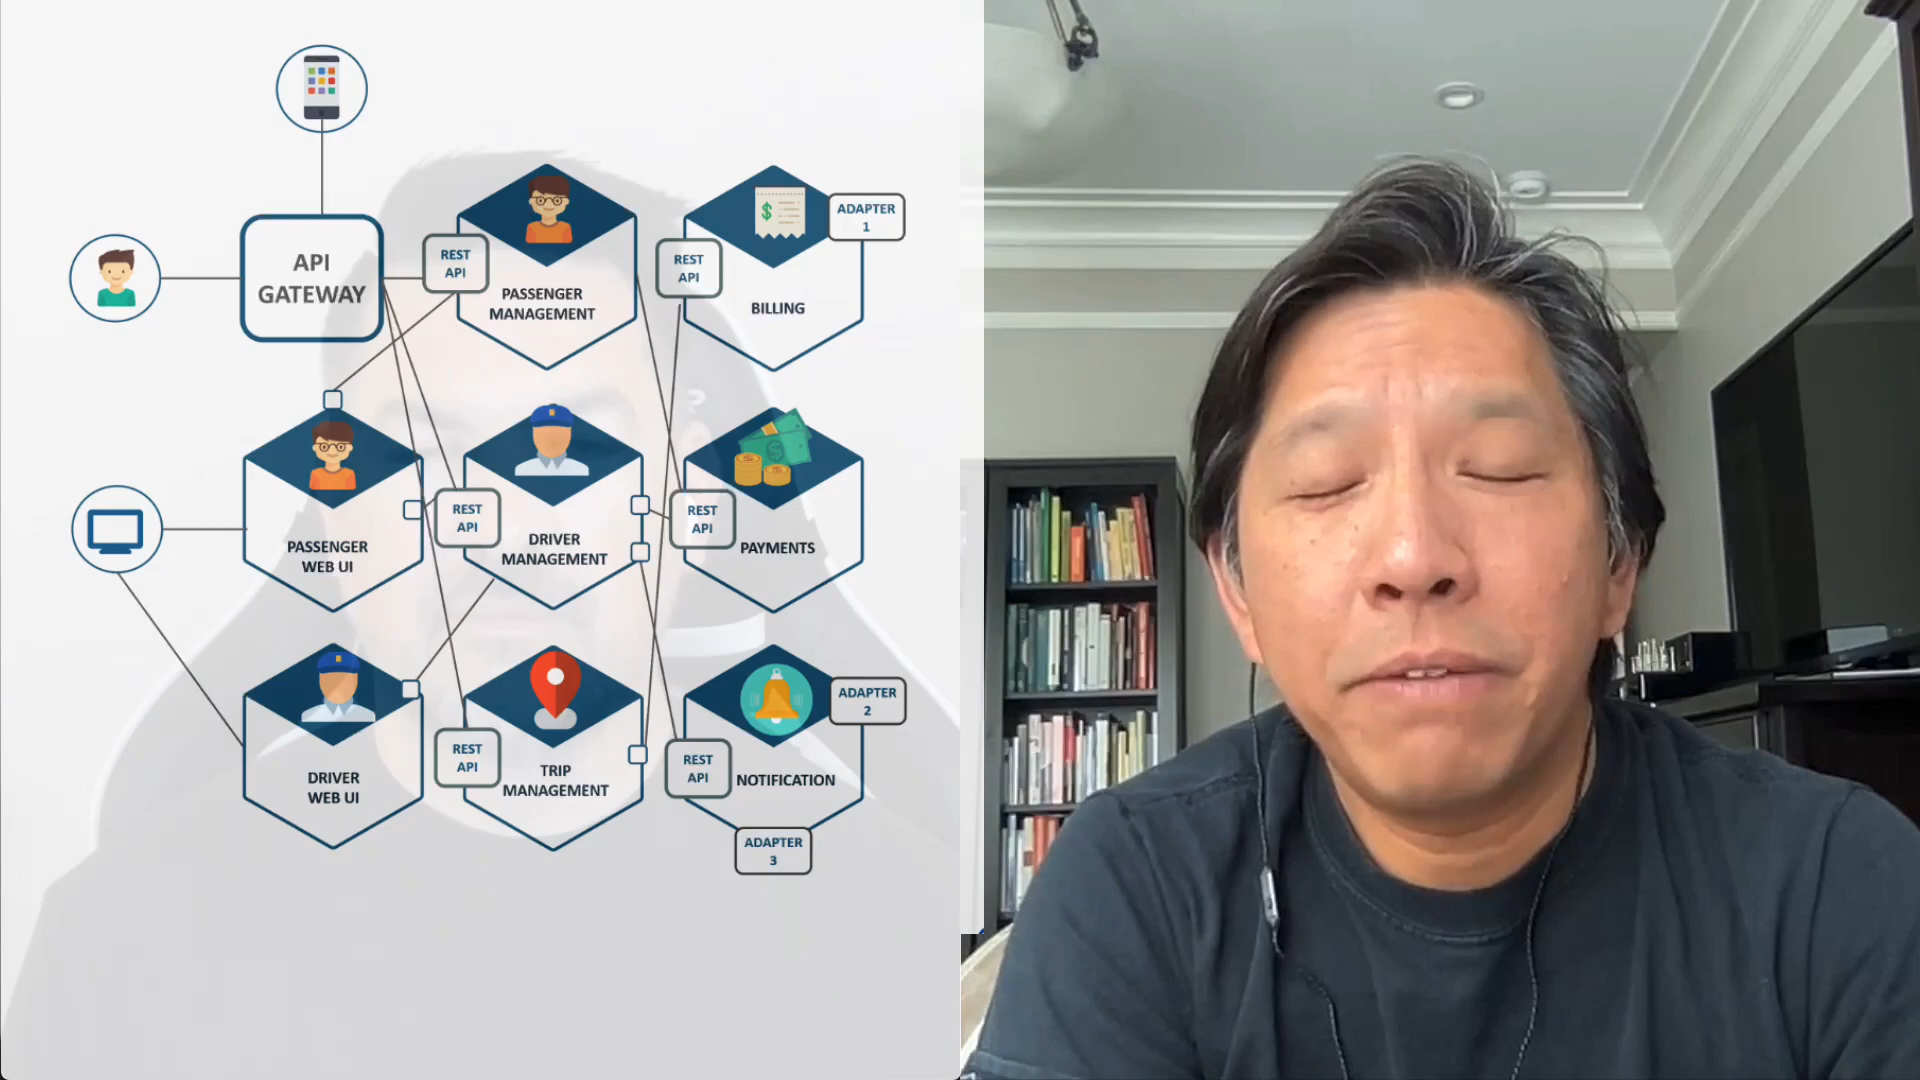 API
GATEWAY
REST
API
PASSENGER
MANAGEMENT
REST
API
BILLING
ADAPTER
1
PASSENGER
WEB UI
REST
API
DRIVER
MANAGEMENT
REST
API
PAYMENTS
DRIVER
WEB UI
REST
API
TRIP
MANAGEMENT
REST
API
NOTIFICATION
ADAPTER
2
ADAPTER
3